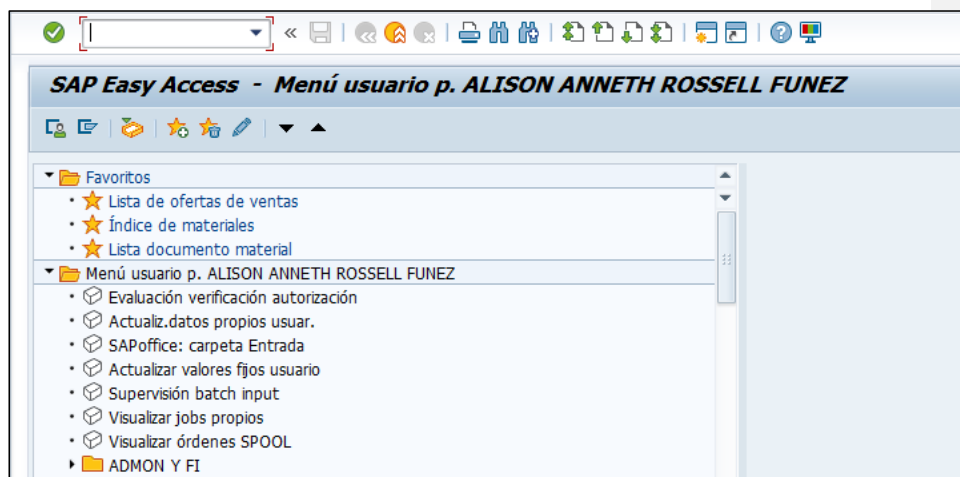 SAP Easy Access - Menú usuario p. ALISON ANNETH ROSSELL FUNEZ
Favoritos
Lista de ofertas de ventas
Índice de materiales
Lista documento material
Menú usuario p. ALISON ANNETH ROSSELL FUNEZ
Evaluación verificación autorización
Actualiz.datos propios usuar.
SAPoffice: carpeta Entrada
Actualizar valores fijos usuario
Supervisión batch input
Visualizar jobs propios
Visualizar órdenes SPOOL
ADMON Y FI